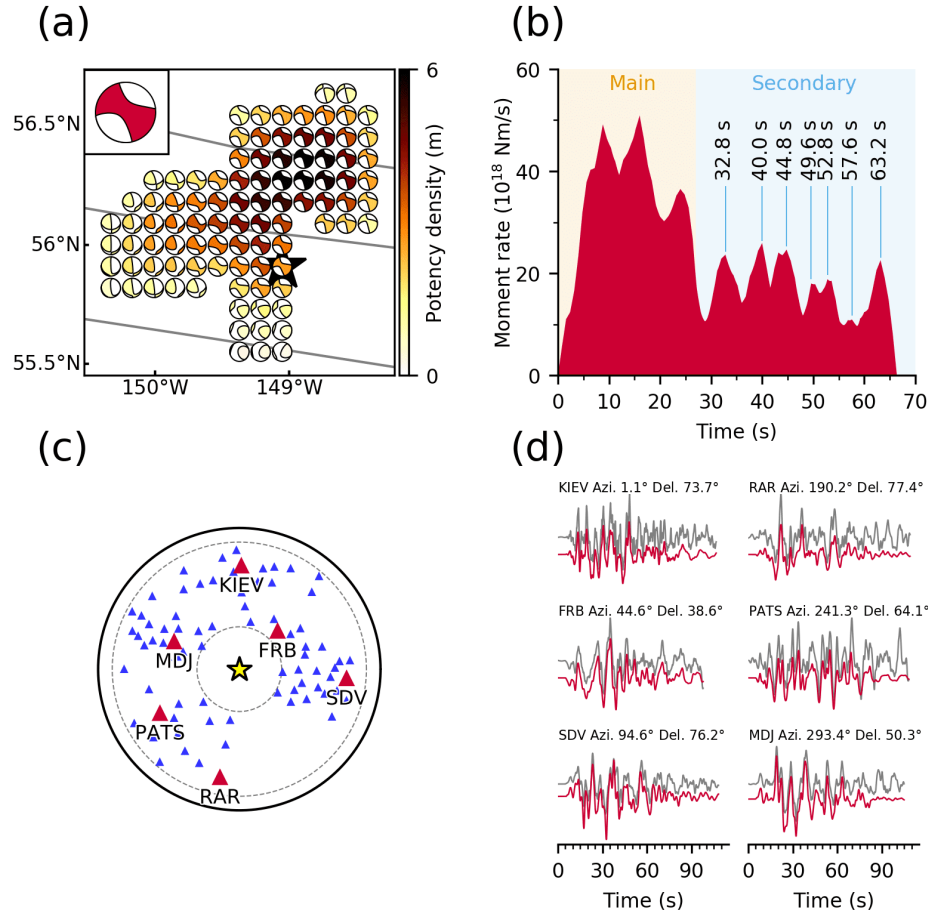 (a)
56.5°N
56°N
55.5°N
150°W
149°W
6
0
Potency density (m)
(b)
Main
Secondary
32.8 s
40.0 s
44.8 s
49.6 s
52.8 s
57.6 s
63.2 s
60
40
20
0
Moment rate (10¹⁸ Nm/s)
0 10 20 30 40 50 60 70
Time (s)
(c)
KIEV
FRB
MDJ
SDV
PATS
RAR
(d)
KIEV Azi. 1.1° Del. 73.7°
RAR Azi. 190.2° Del. 77.4°
FRB Azi. 44.6° Del. 38.6°
PATS Azi. 241.3° Del. 64.1°
SDV Azi. 94.6° Del. 76.2°
MDJ Azi. 293.4° Del. 50.3°
0 30 60 90
0 30 60 90
Time (s)
Time (s)